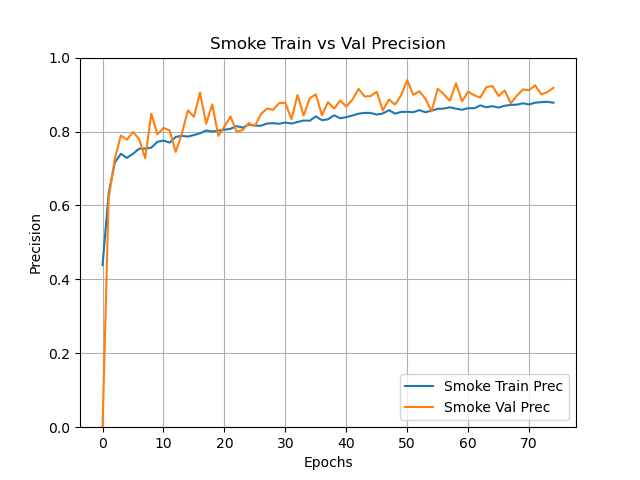 Smoke Train vs Val Precision
1.0
0.8
0.6
0.4
0.2
0.0
Precision
0 10 20 30 40 50 60 70
Epochs
Smoke Train Prec
Smoke Val Prec